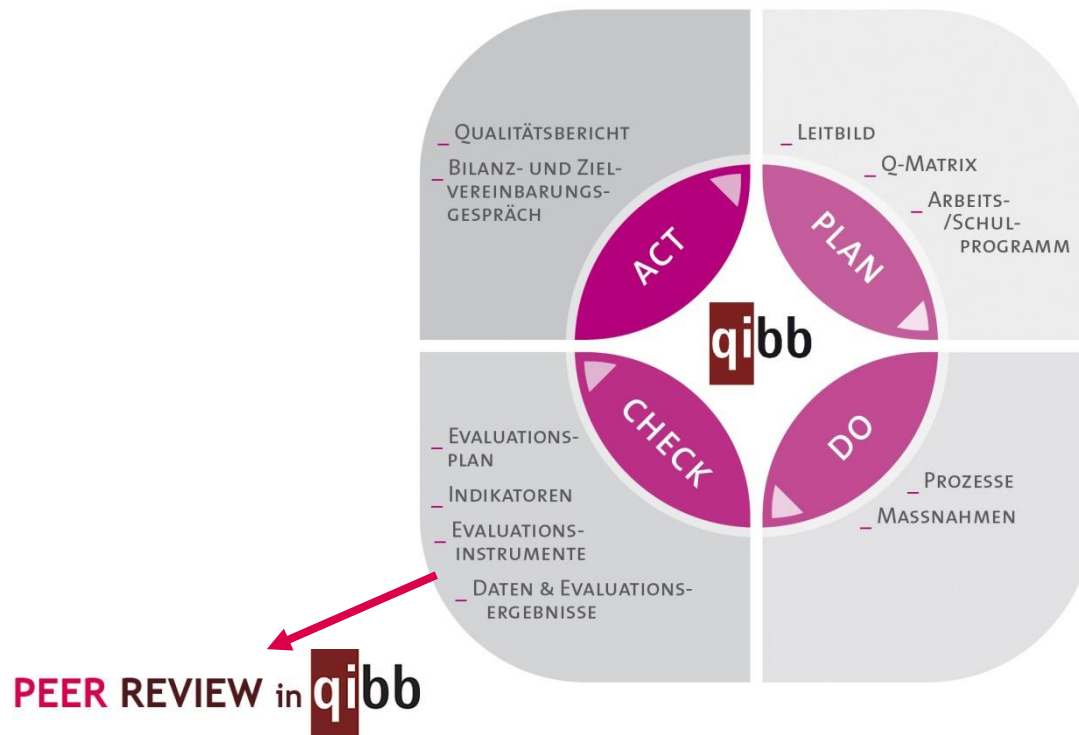 _ QUALITÄTSBERICHT
_ BILANZ- UND ZIEL-
VEREINBARUNGS-
GESPRÄCH
_ LEITBILD
_ Q-MATRIX
_ ARBEITS-
/SCHUL-
PROGRAMM
ACT
PLAN
qibb
CHECK
DO
_ EVALUATIONS-
PLAN
_ INDIKATOREN
_ EVALUATIONS-
INSTRUMENTE
_ DATEN & EVALUATIONS-
ERGEBNISSE
_ PROZESSE
_ MASSNAHMEN
PEER REVIEW in qibb